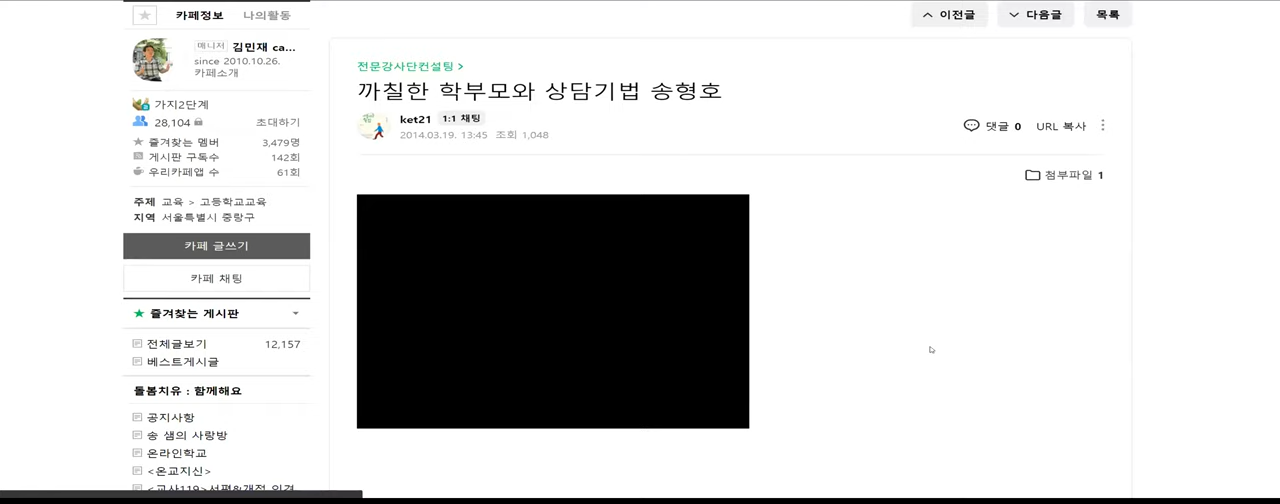 카페정보 나의활동
매니저 김민재 ca...
since 2010.10.26.
카페소개
가지2단계
28,104 초대하기
즐겨찾는 멤버 3,479명
게시판 구독수 142회
우리카페앱 수 61회
주제 교육 > 고등학교교육
지역 서울특별시 중랑구
카페 글쓰기
카페 채팅
즐겨찾는 게시판
전체글보기 12,157
베스트게시글
돌봄치유 : 함께해요
공지사항
송 샘의 사랑방
온라인학교
<온교지신>
이전글 다음글 목록
전문강사단컨설팅 >
까칠한 학부모와 상담기법 송형호
ket21 1:1 채팅
2014.03.19. 13:45 조회 1,048
댓글 0 URL 복사
첨부파일 1